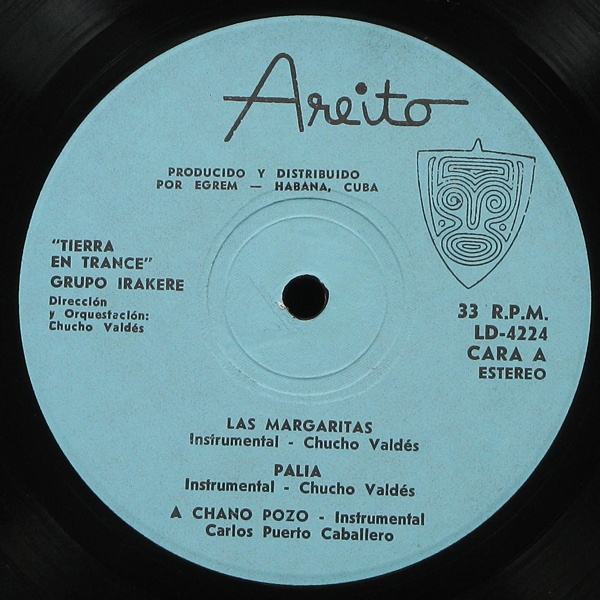 Areito
PRODUCIDO Y DISTRIBUIDO
POR EGREM — HABANA, CUBA
"TIERRA
EN TRANCE"
GRUPO IRAKERE
Dirección
y Orquestación:
Chucho Valdés
33 R.P.M.
LD-4224
CARA A
ESTEREO
LAS MARGARITAS
Instrumental - Chucho Valdés
PALIA
Instrumental - Chucho Valdés
A CHANO POZO - Instrumental
Carlos Puerto Caballero